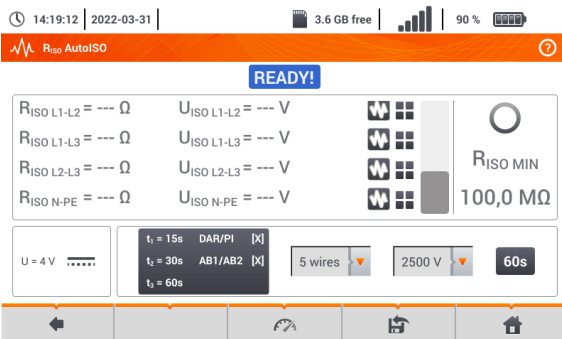 14:19:12 2022-03-31 3.6 GB free 90 %
RISO AutoISO ?
READY!
RISO L1-L2 = --- Ω UISO L1-L2 = --- V
RISO L1-L3 = --- Ω UISO L1-L3 = --- V
RISO L2-L3 = --- Ω UISO L2-L3 = --- V
RISO N-PE = --- Ω UISO N-PE = --- V
RISO MIN
100,0 MΩ
U = 4 V
t1 = 15s DAR/PI [X]
t2 = 30s AB1/AB2 [X]
t3 = 60s
5 wires
2500 V
60s